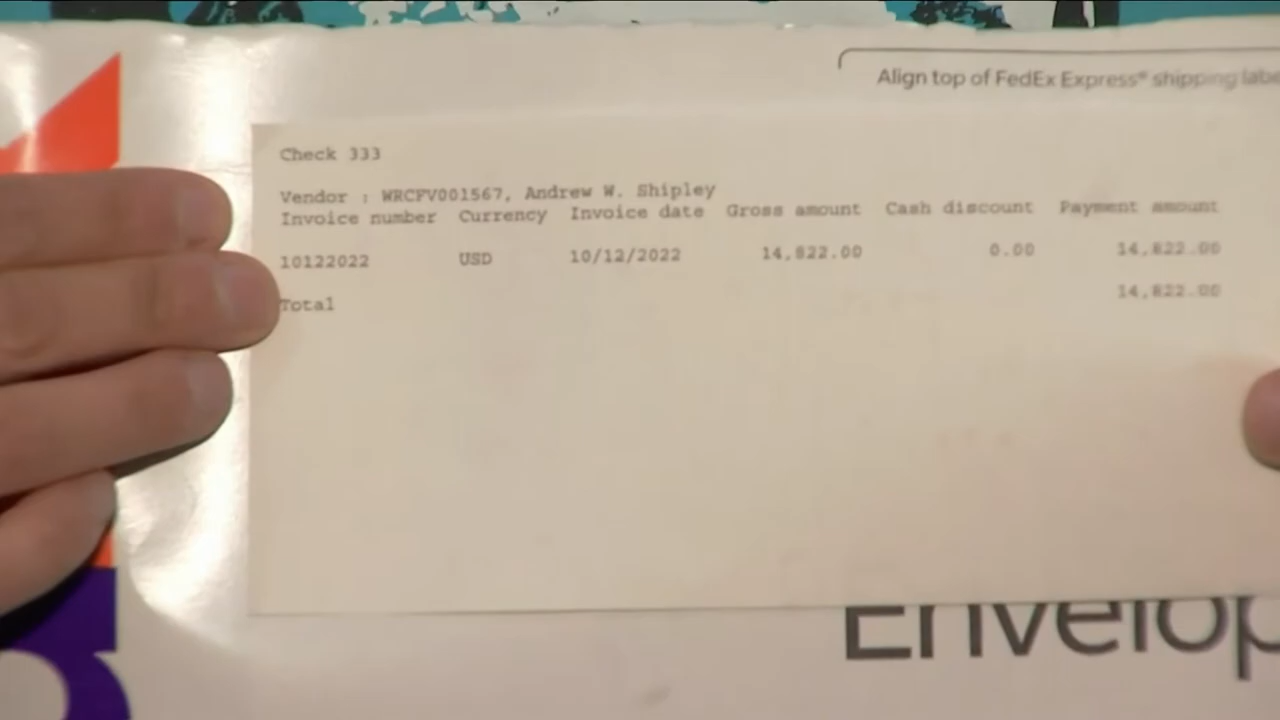 Align top of FedEx Express® shipping labe
Check 333
Vendor : WRCFV001567, Andrew W. Shipley
Invoice number Currency Invoice date Gross amount Cash discount Payment amount
10122022 USD 10/12/2022 14,822.00 0.00 14,822.00
Total 14,822.00
Envelop